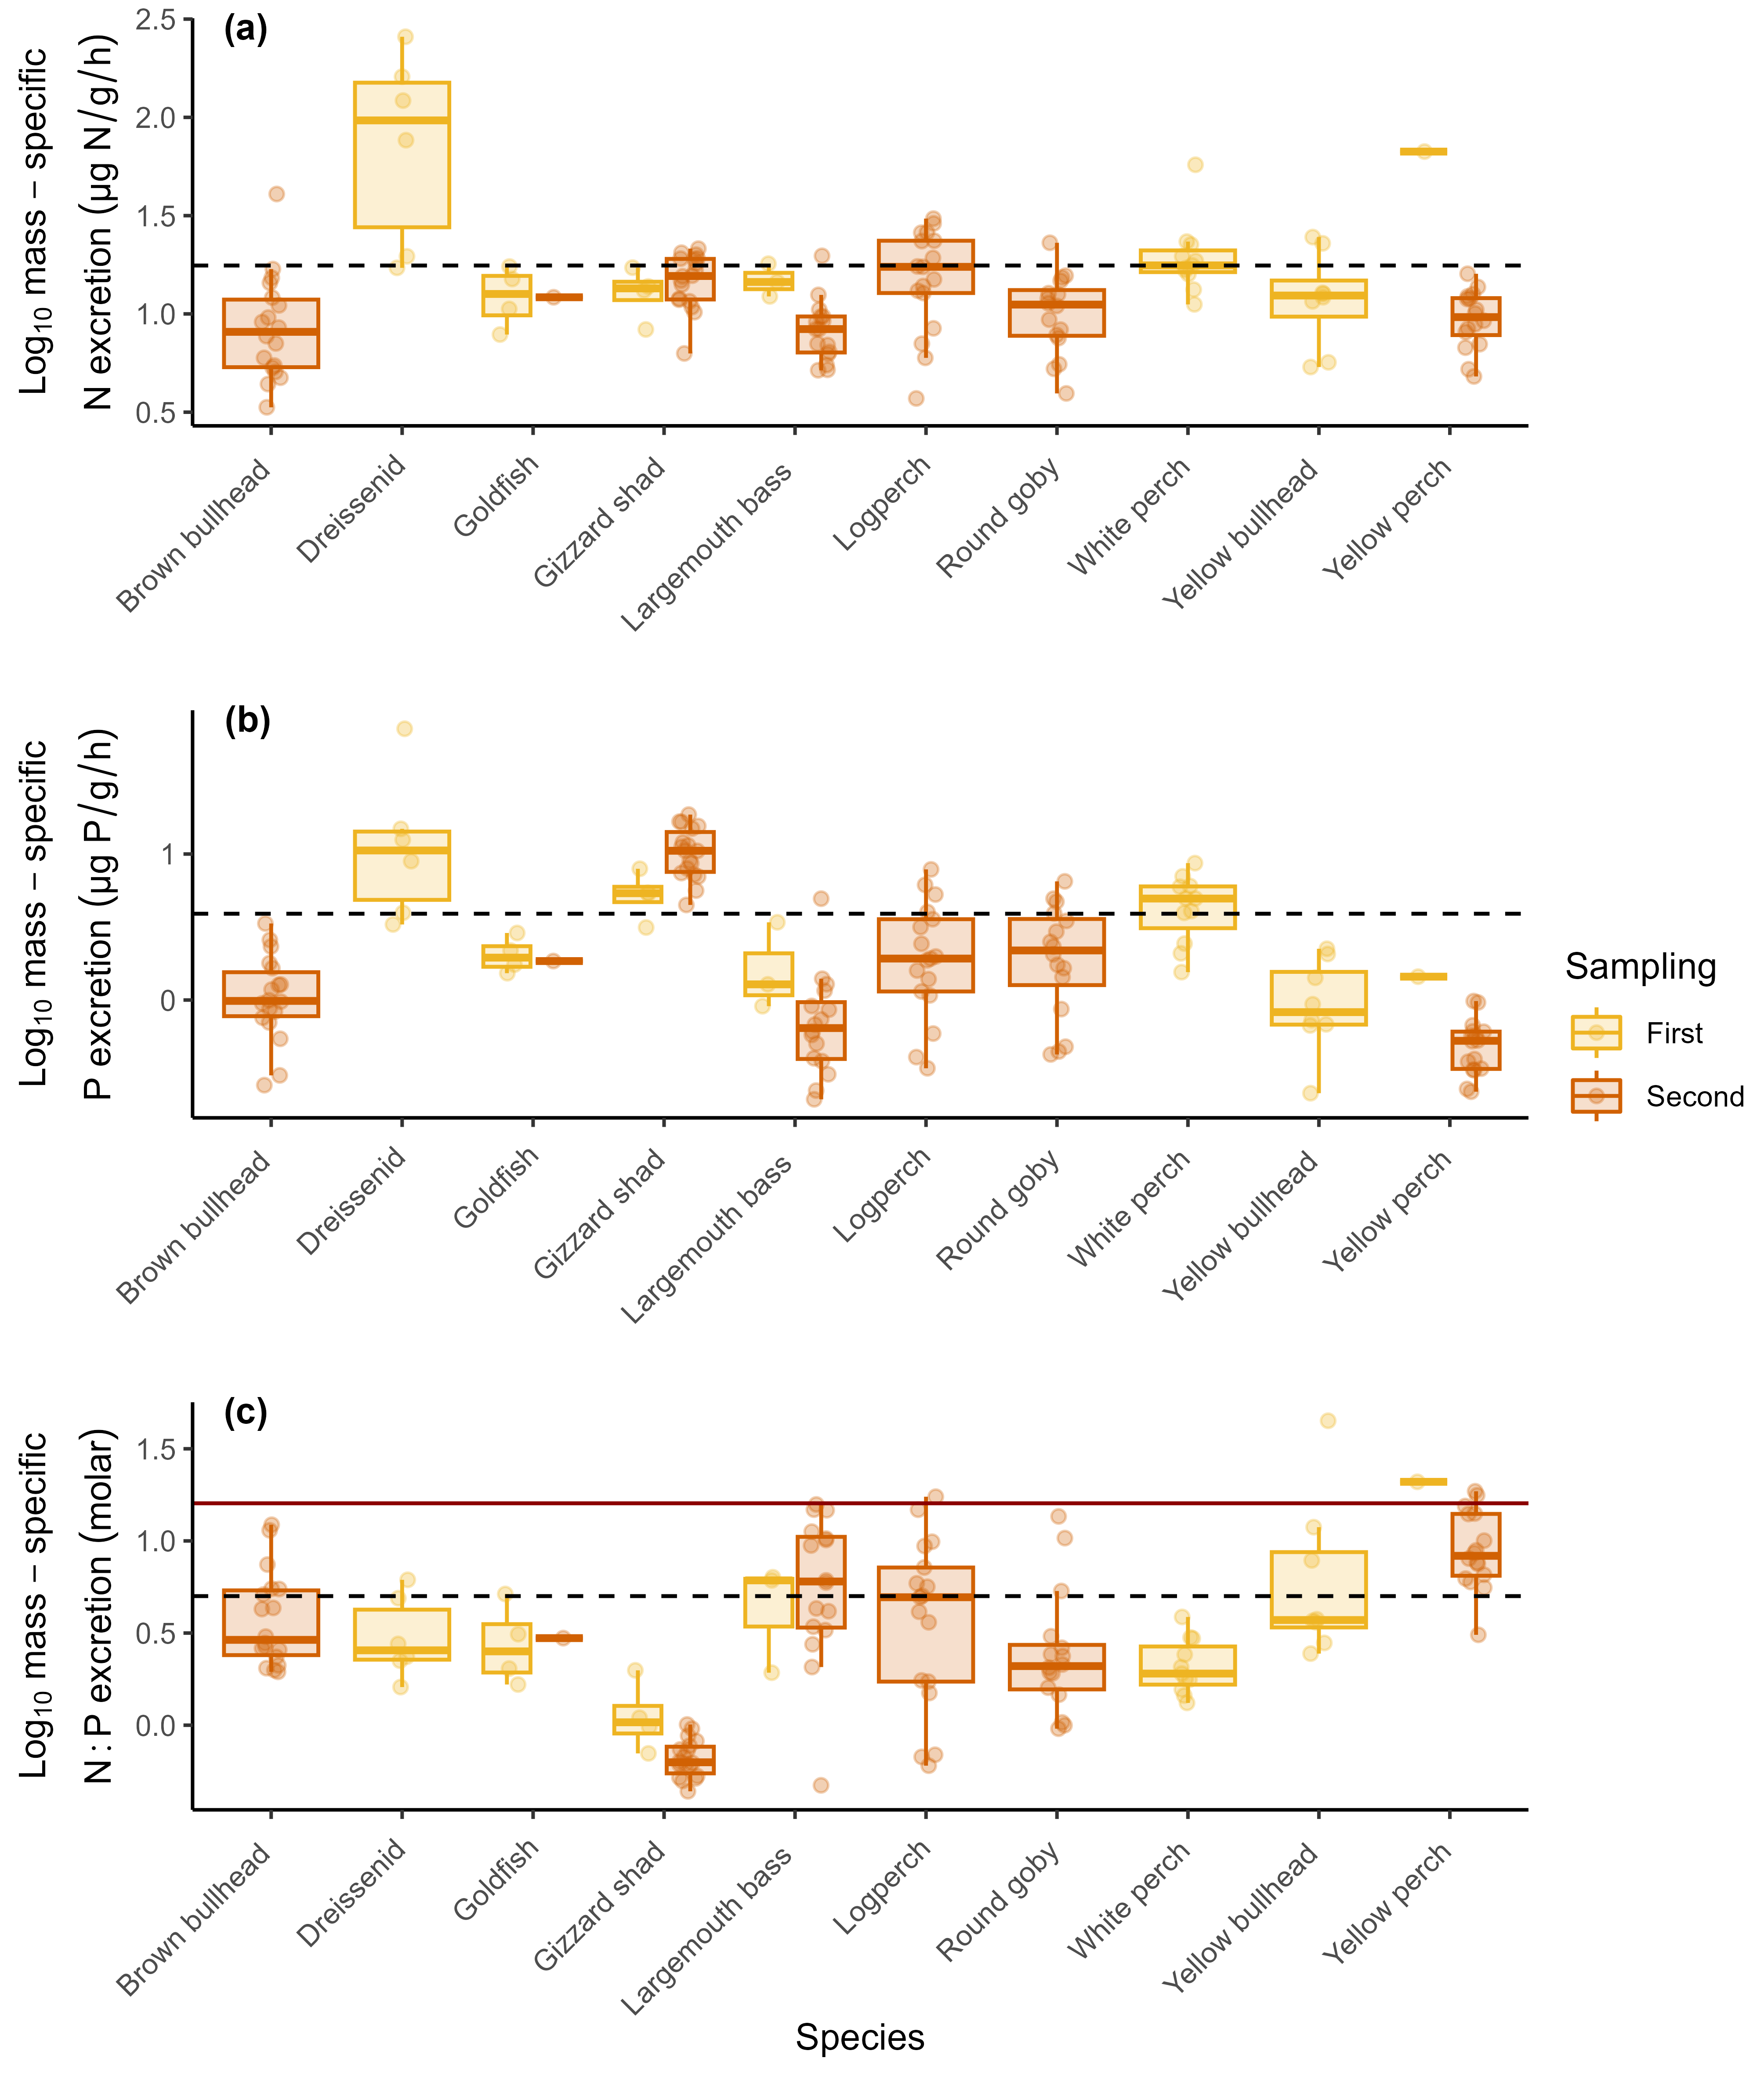 (a)
Log10 mass − specific
N excretion (μg N/g/h)
2.5
2.0
1.5
1.0
0.5
Brown bullhead
Dreissenid
Goldfish
Gizzard shad
Largemouth bass
Logperch
Round goby
White perch
Yellow bullhead
Yellow perch
(b)
Log10 mass − specific
P excretion (μg P/g/h)
1
0
Brown bullhead
Dreissenid
Goldfish
Gizzard shad
Largemouth bass
Logperch
Round goby
White perch
Yellow bullhead
Yellow perch
Sampling
First
Second
(c)
Log10 mass − specific
N:P excretion (molar)
1.5
1.0
0.5
0.0
Brown bullhead
Dreissenid
Goldfish
Gizzard shad
Largemouth bass
Logperch
Round goby
White perch
Yellow bullhead
Yellow perch
Species